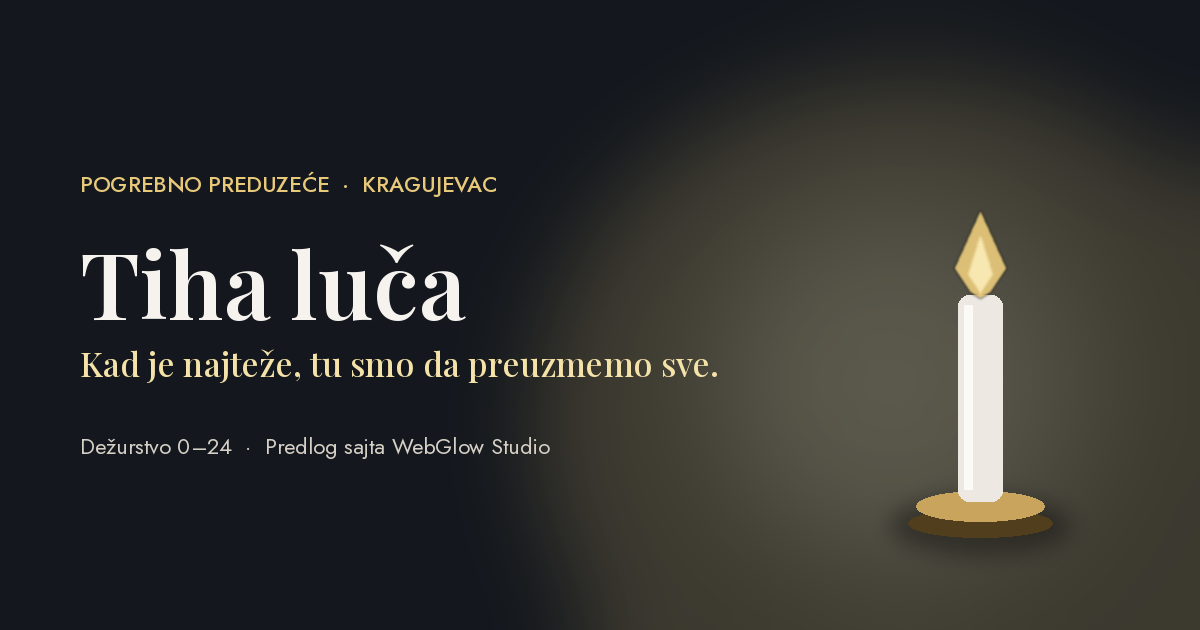 POGREBNO PREDUZEĆE · KRAGUJEVAC
Tiha luča
Kad je najteže, tu smo da preuzmemo sve.
Dežurstvo 0–24 · Predlog sajta WebGlow Studio